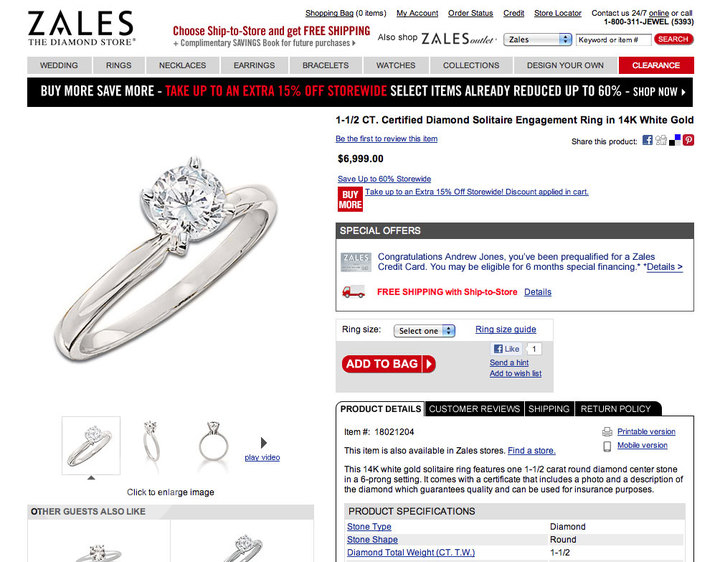 ZALES
THE DIAMOND STORE®
Shopping Bag (0 items) My Account Order Status Credit Store Locator Contact us 24/7 online or call
1-800-311-JEWEL (5393)
Choose Ship-to-Store and get FREE SHIPPING
+ Complimentary SAVINGS Book for future purchases
Also shop ZALES outlet Zales Keyword or item # SEARCH
WEDDING RINGS NECKLACES EARRINGS BRACELETS WATCHES COLLECTIONS DESIGN YOUR OWN CLEARANCE
BUY MORE SAVE MORE - TAKE UP TO AN EXTRA 15% OFF STOREWIDE SELECT ITEMS ALREADY REDUCED UP TO 60% - SHOP NOW
1-1/2 CT. Certified Diamond Solitaire Engagement Ring in 14K White Gold
Be the first to review this item
Share this product:
$6,999.00
Save Up to 60% Storewide
BUY MORE
Take up to an Extra 15% Off Storewide! Discount applied in cart.
SPECIAL OFFERS
ZALES
Congratulations Andrew Jones, you've been prequalified for a Zales
Credit Card. You may be eligible for 6 months special financing.* *Details >
FREE SHIPPING with Ship-to-Store Details
Ring size: Select one Ring size guide
Like 1
ADD TO BAG
Send a hint
Add to wish list
PRODUCT DETAILS CUSTOMER REVIEWS SHIPPING RETURN POLICY
Item #: 18021204
Printable version
Mobile version
This item is also available in Zales stores. Find a store.
This 14K white gold solitaire ring features one 1-1/2 carat round diamond center stone
in a 6-prong setting. It comes with a certificate that includes a photo and a description of
the diamond which guarantees quality and can be used for insurance purposes.
PRODUCT SPECIFICATIONS
Stone Type Diamond
Stone Shape Round
Diamond Total Weight (CT. T.W.) 1-1/2
play video
Click to enlarge image
OTHER GUESTS ALSO LIKE